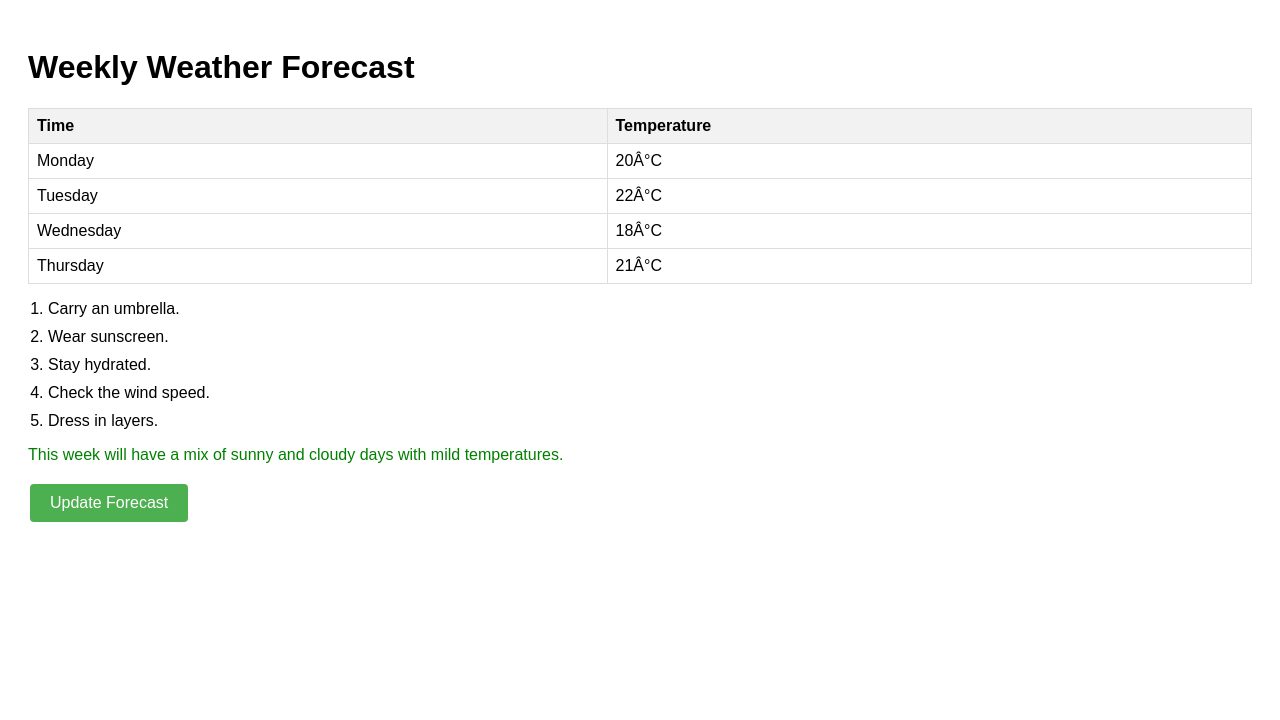 Weekly Weather Forecast
Time Temperature
Monday 20Â°C
Tuesday 22Â°C
Wednesday 18Â°C
Thursday 21Â°C
1. Carry an umbrella.
2. Wear sunscreen.
3. Stay hydrated.
4. Check the wind speed.
5. Dress in layers.
This week will have a mix of sunny and cloudy days with mild temperatures.
Update Forecast